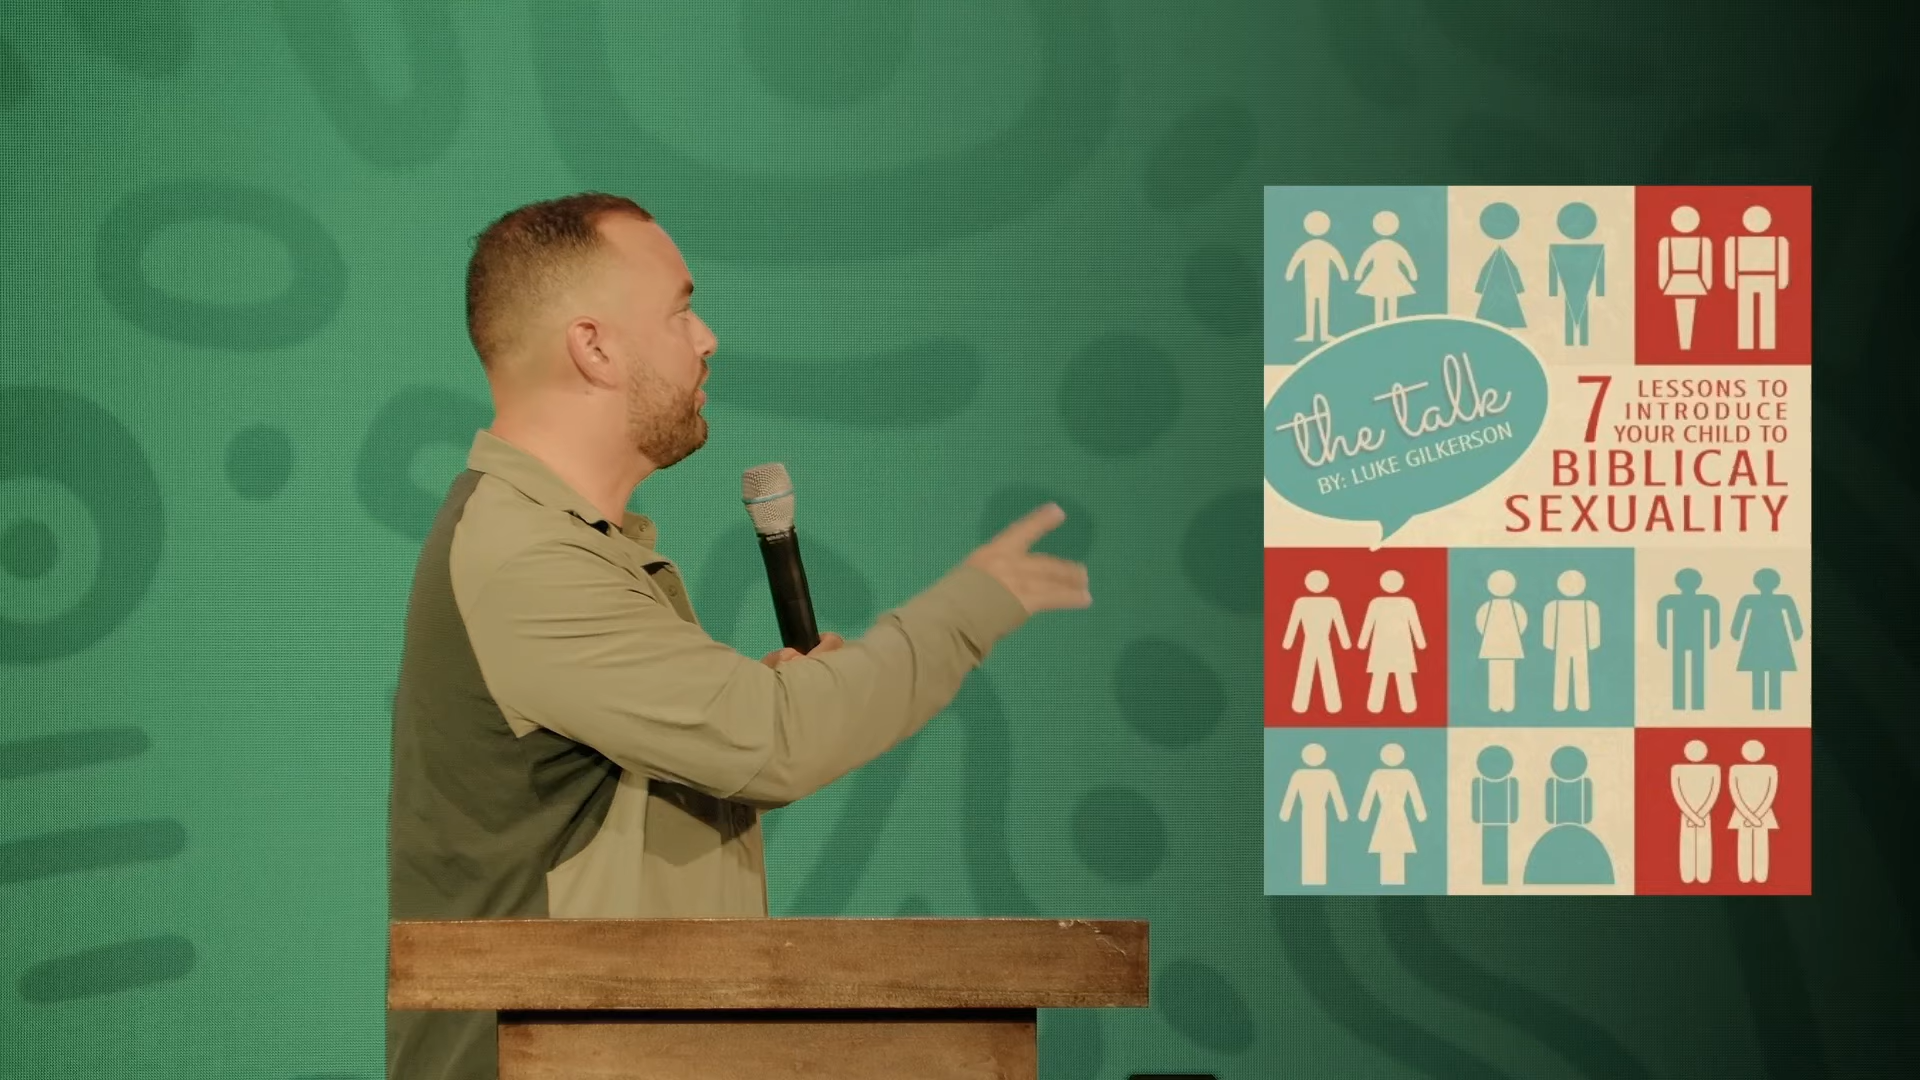 the talk
BY: LUKE GILKERSON
7 LESSONS TO
INTRODUCE
YOUR CHILD TO
BIBLICAL
SEXUALITY